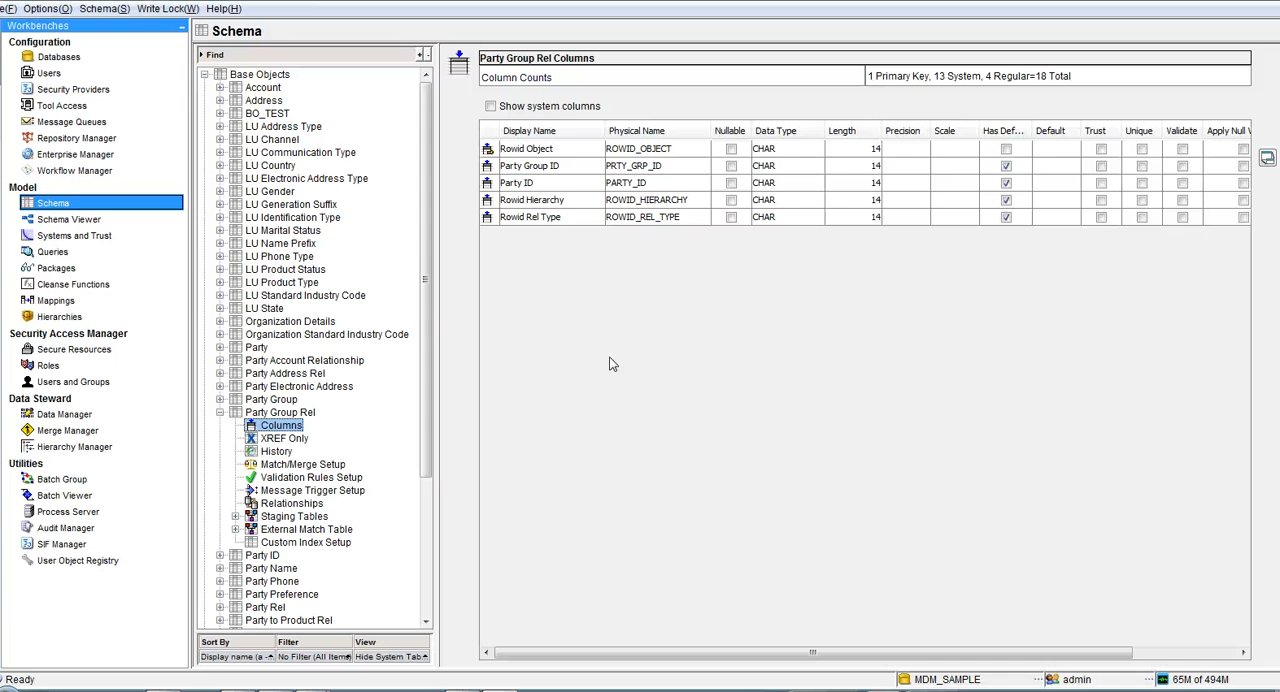 e(F) Options(O) Schema(S) Write Lock(W) Help(H)
Workbenches
Configuration
Databases
Users
Security Providers
Tool Access
Message Queues
Repository Manager
Enterprise Manager
Workflow Manager
Model
Schema
Schema Viewer
Systems and Trust
Queries
Packages
Cleanse Functions
Mappings
Hierarchies
Security Access Manager
Secure Resources
Roles
Users and Groups
Data Steward
Data Manager
Merge Manager
Hierarchy Manager
Utilities
Batch Group
Batch Viewer
Process Server
Audit Manager
SIF Manager
User Object Registry
Schema
Find
Base Objects
Account
Address
BO_TEST
LU Address Type
LU Channel
LU Communication Type
LU Country
LU Electronic Address Type
LU Gender
LU Generation Suffix
LU Identification Type
LU Marital Status
LU Name Prefix
LU Phone Type
LU Product Status
LU Product Type
LU Standard Industry Code
LU State
Organization Details
Organization Standard Industry Code
Party
Party Account Relationship
Party Address Rel
Party Electronic Address
Party Group
Party Group Rel
Columns
XREF Only
History
Match/Merge Setup
Validation Rules Setup
Message Trigger Setup
Relationships
Staging Tables
External Match Table
Custom Index Setup
Party ID
Party Name
Party Phone
Party Preference
Party Rel
Party to Product Rel
Sort By Filter View
Display name (a - No Filter (All Items Hide System Tab
Party Group Rel Columns
Column Counts 1 Primary Key, 13 System, 4 Regular=18 Total
Show system columns
Display Name Physical Name Nullable Data Type Length Precision Scale Has Def... Default Trust Unique Validate Apply Null V
Rowid Object ROWID_OBJECT CHAR 14
Party Group ID PRTY_GRP_ID CHAR 14
Party ID PARTY_ID CHAR 14
Rowid Hierarchy ROWID_HIERARCHY CHAR 14
Rowid Rel Type ROWID_REL_TYPE CHAR 14
Ready MDM_SAMPLE admin 65M of 494M